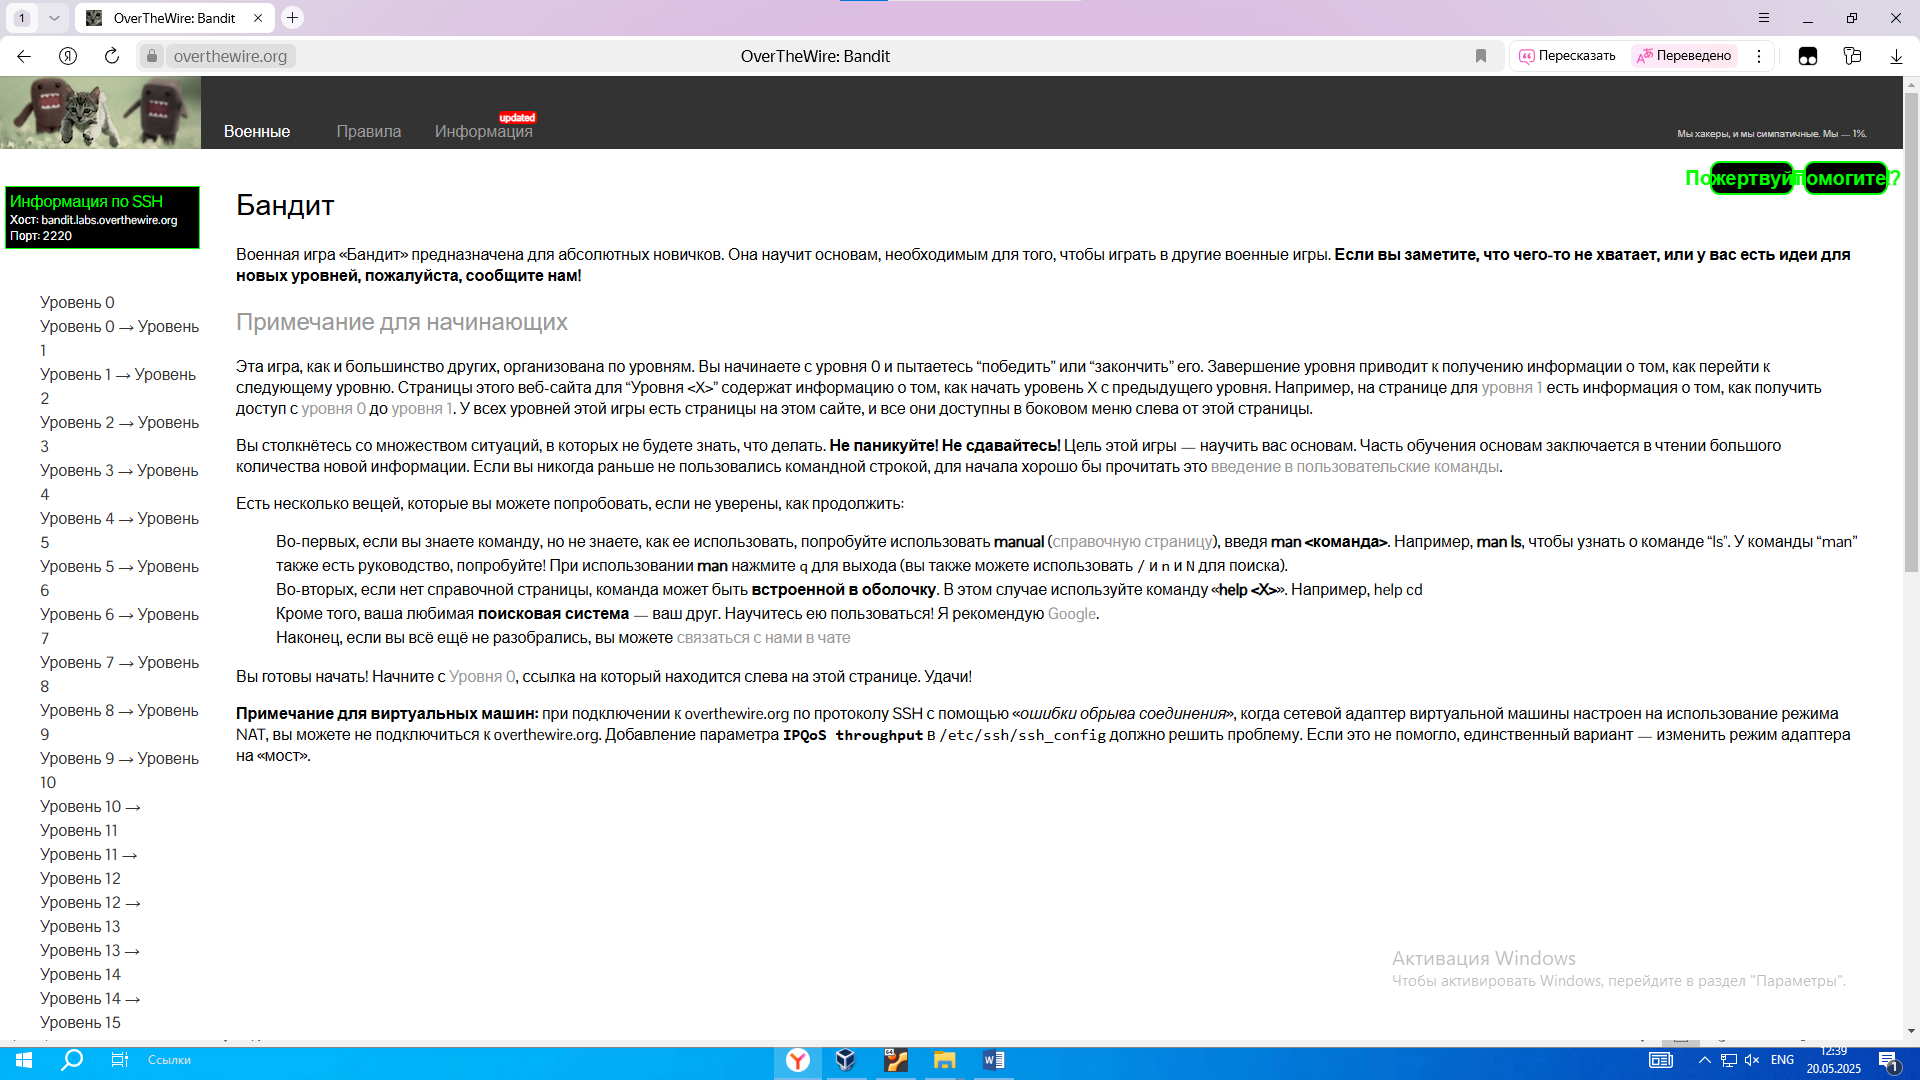 1
OverTheWire: Bandit
overthewire.org
OverTheWire: Bandit
Пересказать
Переведено
updated
Военные
Правила
Информация
Мы хакеры, и мы симпатичные. Мы — 1%.
Информация по SSH
Хост: bandit.labs.overthewire.org
Порт: 2220
Уровень 0
Уровень 0 → Уровень
1
Уровень 1 → Уровень
2
Уровень 2 → Уровень
3
Уровень 3 → Уровень
4
Уровень 4 → Уровень
5
Уровень 5 → Уровень
6
Уровень 6 → Уровень
7
Уровень 7 → Уровень
8
Уровень 8 → Уровень
9
Уровень 9 → Уровень
10
Уровень 10 →
Уровень 11
Уровень 11 →
Уровень 12
Уровень 12 →
Уровень 13
Уровень 13 →
Уровень 14
Уровень 14 →
Уровень 15
Бандит
Военная игра «Бандит» предназначена для абсолютных новичков. Она научит основам, необходимым для того, чтобы играть в другие военные игры. Если вы заметите, что чего-то не хватает, или у вас есть идеи для
новых уровней, пожалуйста, сообщите нам!
Примечание для начинающих
Эта игра, как и большинство других, организована по уровням. Вы начинаете с уровня 0 и пытаетесь “победить” или “закончить” его. Завершение уровня приводит к получению информации о том, как перейти к
следующему уровню. Страницы этого веб-сайта для “Уровня <X>” содержат информацию о том, как начать уровень X с предыдущего уровня. Например, на странице для уровня 1 есть информация о том, как получить
доступ с уровня 0 до уровня 1. У всех уровней этой игры есть страницы на этом сайте, и все они доступны в боковом меню слева от этой страницы.
Вы столкнётесь со множеством ситуаций, в которых не будете знать, что делать. Не паникуйте! Не сдавайтесь! Цель этой игры — научить вас основам. Часть обучения основам заключается в чтении большого
количества новой информации. Если вы никогда раньше не пользовались командной строкой, для начала хорошо бы прочитать это введение в пользовательские команды.
Есть несколько вещей, которые вы можете попробовать, если не уверены, как продолжить:
Во-первых, если вы знаете команду, но не знаете, как ее использовать, попробуйте использовать manual (справочную страницу), введя man <команда>. Например, man ls, чтобы узнать о команде “ls”. У команды “man”
также есть руководство, попробуйте! При использовании man нажмите q для выхода (вы также можете использовать / и n и N для поиска).
Во-вторых, если нет справочной страницы, команда может быть встроенной в оболочку. В этом случае используйте команду «help <X>». Например, help cd
Кроме того, ваша любимая поисковая система — ваш друг. Научитесь ею пользоваться! Я рекомендую Google.
Наконец, если вы всё ещё не разобрались, вы можете связаться с нами в чате
Вы готовы начать! Начните с Уровня 0, ссылка на который находится слева на этой странице. Удачи!
Примечание для виртуальных машин: при подключении к overthewire.org по протоколу SSH с помощью «ошибки обрыва соединения», когда сетевой адаптер виртуальной машины настроен на использование режима
NAT, вы можете не подключиться к overthewire.org. Добавление параметра IPQoS throughput в /etc/ssh/ssh_config должно решить проблему. Если это не помогло, единственный вариант — изменить режим адаптера
на «мост».
Активация Windows
Чтобы активировать Windows, перейдите в раздел "Параметры".
Ссылки
64
ENG
12:39
20.05.2025
1